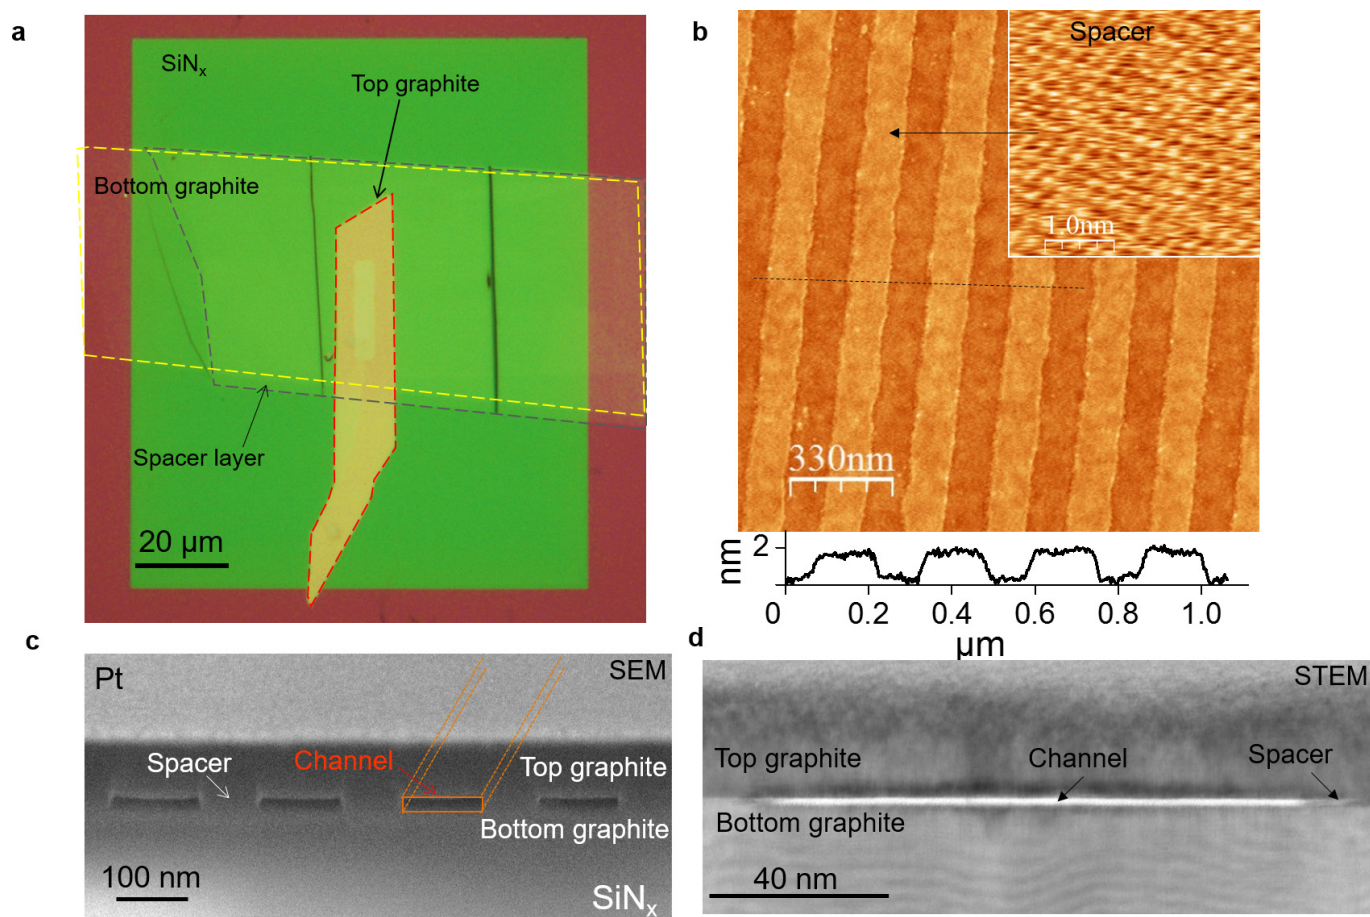 a
SiNₓ
Top graphite
Bottom graphite
Spacer layer
20 µm
b
Spacer
1.0nm
330nm
nm
2
0 0.2 0.4 0.6 0.8 1.0
µm
c
Pt
SEM
Spacer
Channel
Top graphite
Bottom graphite
100 nm
SiNₓ
d
STEM
Top graphite
Channel
Spacer
Bottom graphite
40 nm